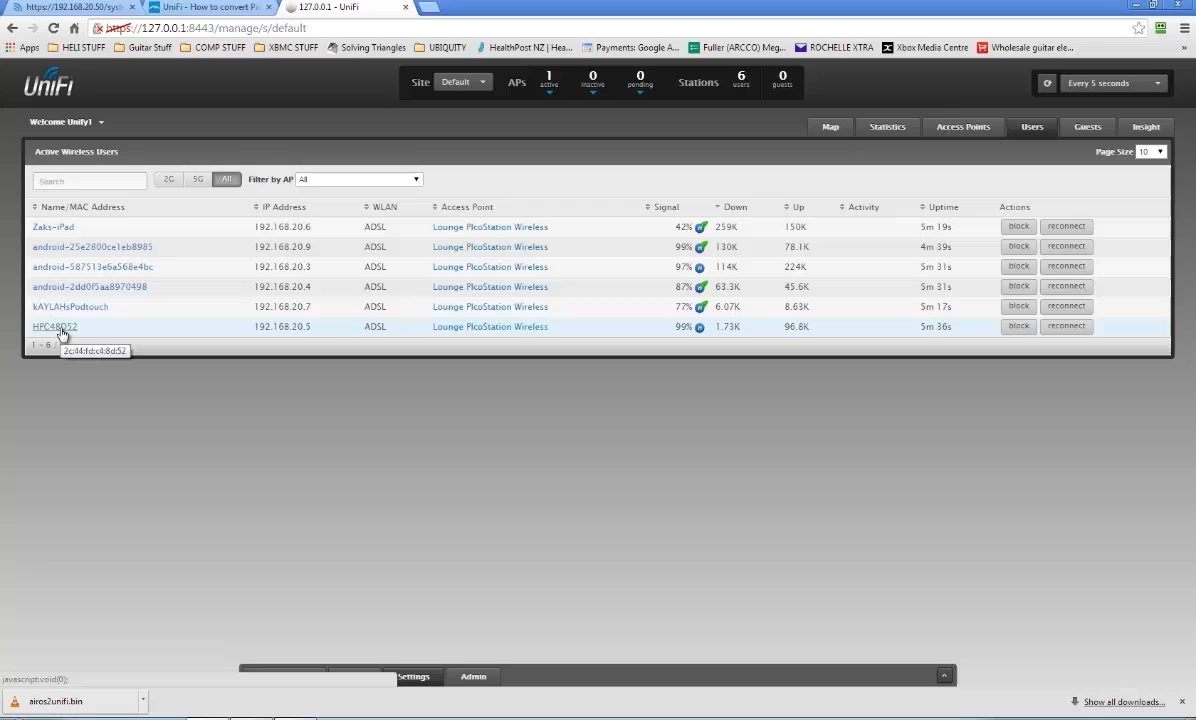 https://192.168.20.50/syst
UniFi - How to convert Pi
127.0.0.1 - UniFi
https://127.0.0.1:8443/manage/s/default
Apps HELI STUFF Guitar Stuff COMP STUFF XBMC STUFF Solving Triangles UBIQUITY HealthPost NZ | Hea... Payments: Google A... Fuller (ARCCO) Meg... ROCHELLE XTRA Xbox Media Centre Wholesale guitar ele...
UniFi
Site Default APs 1 active 0 inactive 0 pending Stations 6 users 0 guests
Every 5 seconds
Welcome Unify1
Map Statistics Access Points Users Guests Insight
Active Wireless Users
Page Size 10
Search 2G 5G All Filter by AP All
Name/MAC Address IP Address WLAN Access Point Signal Down Up Activity Uptime Actions
Zaks-iPad 192.168.20.6 ADSL Lounge PicoStation Wireless 42% 259K 150K 5m 19s block reconnect
android-25e2800ce1eb8985 192.168.20.9 ADSL Lounge PicoStation Wireless 99% 130K 78.1K 4m 39s block reconnect
android-587513e6a568e4bc 192.168.20.3 ADSL Lounge PicoStation Wireless 97% 114K 224K 5m 31s block reconnect
android-2dd0f5aa8970498 192.168.20.4 ADSL Lounge PicoStation Wireless 87% 63.3K 45.6K 5m 31s block reconnect
kAYLAHsPodtouch 192.168.20.7 ADSL Lounge PicoStation Wireless 77% 6.07K 8.63K 5m 17s block reconnect
HPC48D52 192.168.20.5 ADSL Lounge PicoStation Wireless 99% 1.73K 96.8K 5m 36s block reconnect
1 - 6 /
2c:44:fd:c4:8d:52
Settings Admin
javascript:void(0);
airos2unifi.bin
Show all downloads...